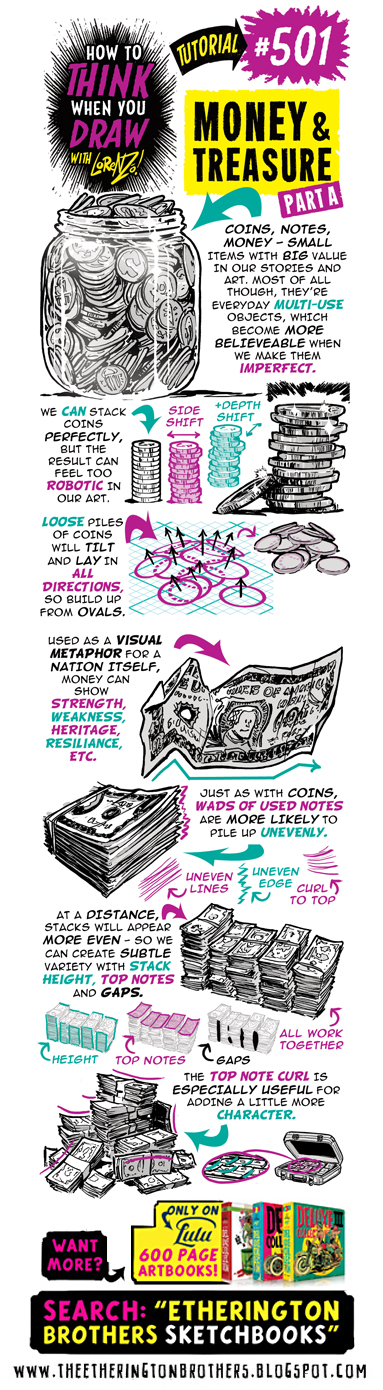 HOW TO
THINK
WHEN YOU
DRAW
WITH LORENZO!
TUTORIAL
#501
MONEY &
TREASURE
PART A
COINS, NOTES,
MONEY – SMALL
ITEMS WITH BIG VALUE
IN OUR STORIES AND
ART. MOST OF ALL
THOUGH, THEY'RE
EVERYDAY MULTI-USE
OBJECTS, WHICH
BECOME MORE
BELIEVEABLE WHEN
WE MAKE THEM
IMPERFECT.
WE CAN STACK
COINS
PERFECTLY,
BUT THE
RESULT CAN
FEEL TOO
ROBOTIC IN
OUR ART.
SIDE
SHIFT
+DEPTH
SHIFT
LOOSE PILES
OF COINS
WILL TILT
AND LAY IN
ALL
DIRECTIONS,
SO BUILD UP
FROM OVALS.
USED AS A VISUAL
METAPHOR FOR A
NATION ITSELF,
MONEY CAN
SHOW
STRENGTH,
WEAKNESS,
HERITAGE,
RESILIANCE,
ETC.
JUST AS WITH COINS,
WADS OF USED NOTES
ARE MORE LIKELY TO
PILE UP UNEVENLY.
UNEVEN
LINES
UNEVEN
EDGE
CURL
TO TOP
AT A DISTANCE,
STACKS WILL APPEAR
MORE EVEN – SO WE
CAN CREATE SUBTLE
VARIETY WITH STACK
HEIGHT, TOP NOTES
AND GAPS.
HEIGHT
TOP NOTES
GAPS
ALL WORK
TOGETHER
THE TOP NOTE CURL IS
ESPECIALLY USEFUL FOR
ADDING A LITTLE MORE
CHARACTER.
WANT
MORE?
ONLY ON
Lulu
600 PAGE
ARTBOOKS!
SEARCH: "ETHERINGTON
BROTHERS SKETCHBOOKS"
WWW.THEETHERINGTONBROTHERS.BLOGSPOT.COM